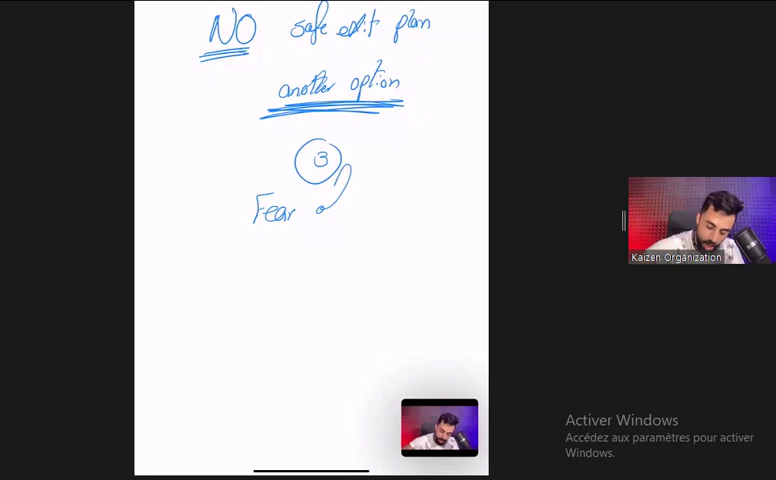 NO safe exit plan
another option
3
Fear
Kaizen Organization
Activer Windows
Accédez aux paramètres pour activer
Windows.